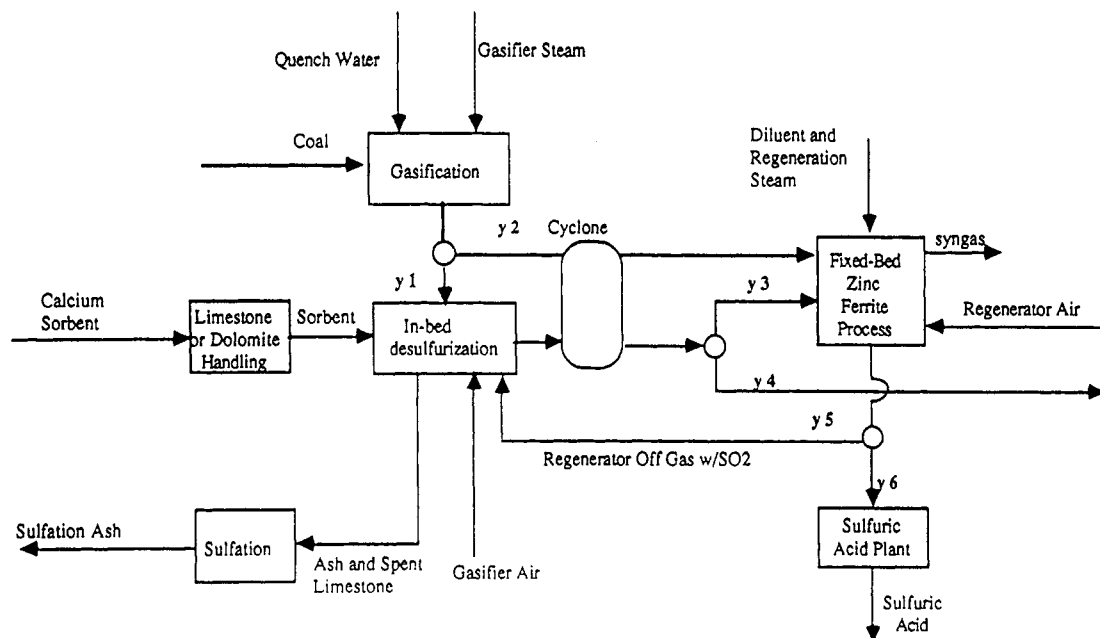 Quench Water
Gasifier Steam
Coal
Gasification
Diluent and
Regeneration
Steam
y 2
Cyclone
syngas
Fixed-Bed
Zinc
Ferrite
Process
y 1
y 3
Calcium
Sorbent
Limestone
or Dolomite
Handling
Sorbent
In-bed
desulfurization
Regenerator Air
y 4
y 5
Regenerator Off Gas w/SO2
y 6
Sulfation Ash
Sulfation
Ash and Spent
Limestone
Gasifier Air
Sulfuric
Acid Plant
Sulfuric
Acid